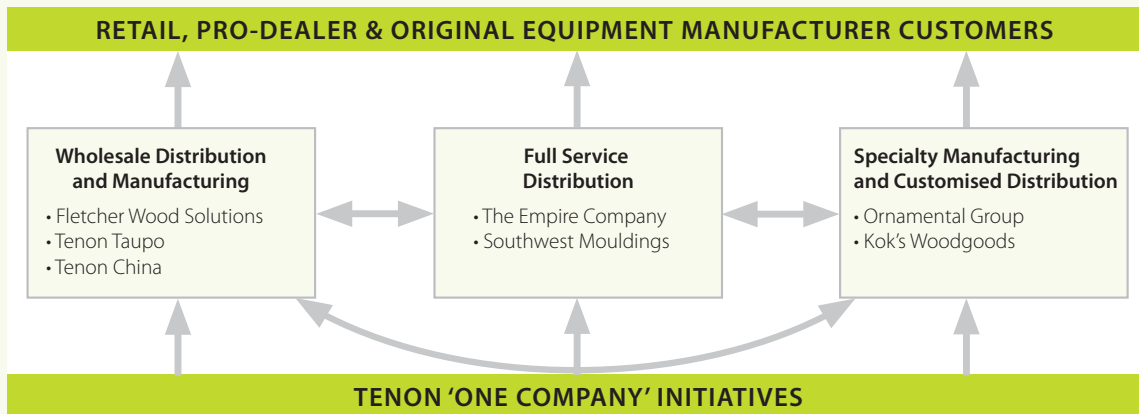 RETAIL, PRO-DEALER & ORIGINAL EQUIPMENT MANUFACTURER CUSTOMERS
Wholesale Distribution
and Manufacturing
• Fletcher Wood Solutions
• Tenon Taupo
• Tenon China
Full Service
Distribution
• The Empire Company
• Southwest Mouldings
Specialty Manufacturing
and Customised Distribution
• Ornamental Group
• Kok's Woodgoods
TENON ‘ONE COMPANY’ INITIATIVES